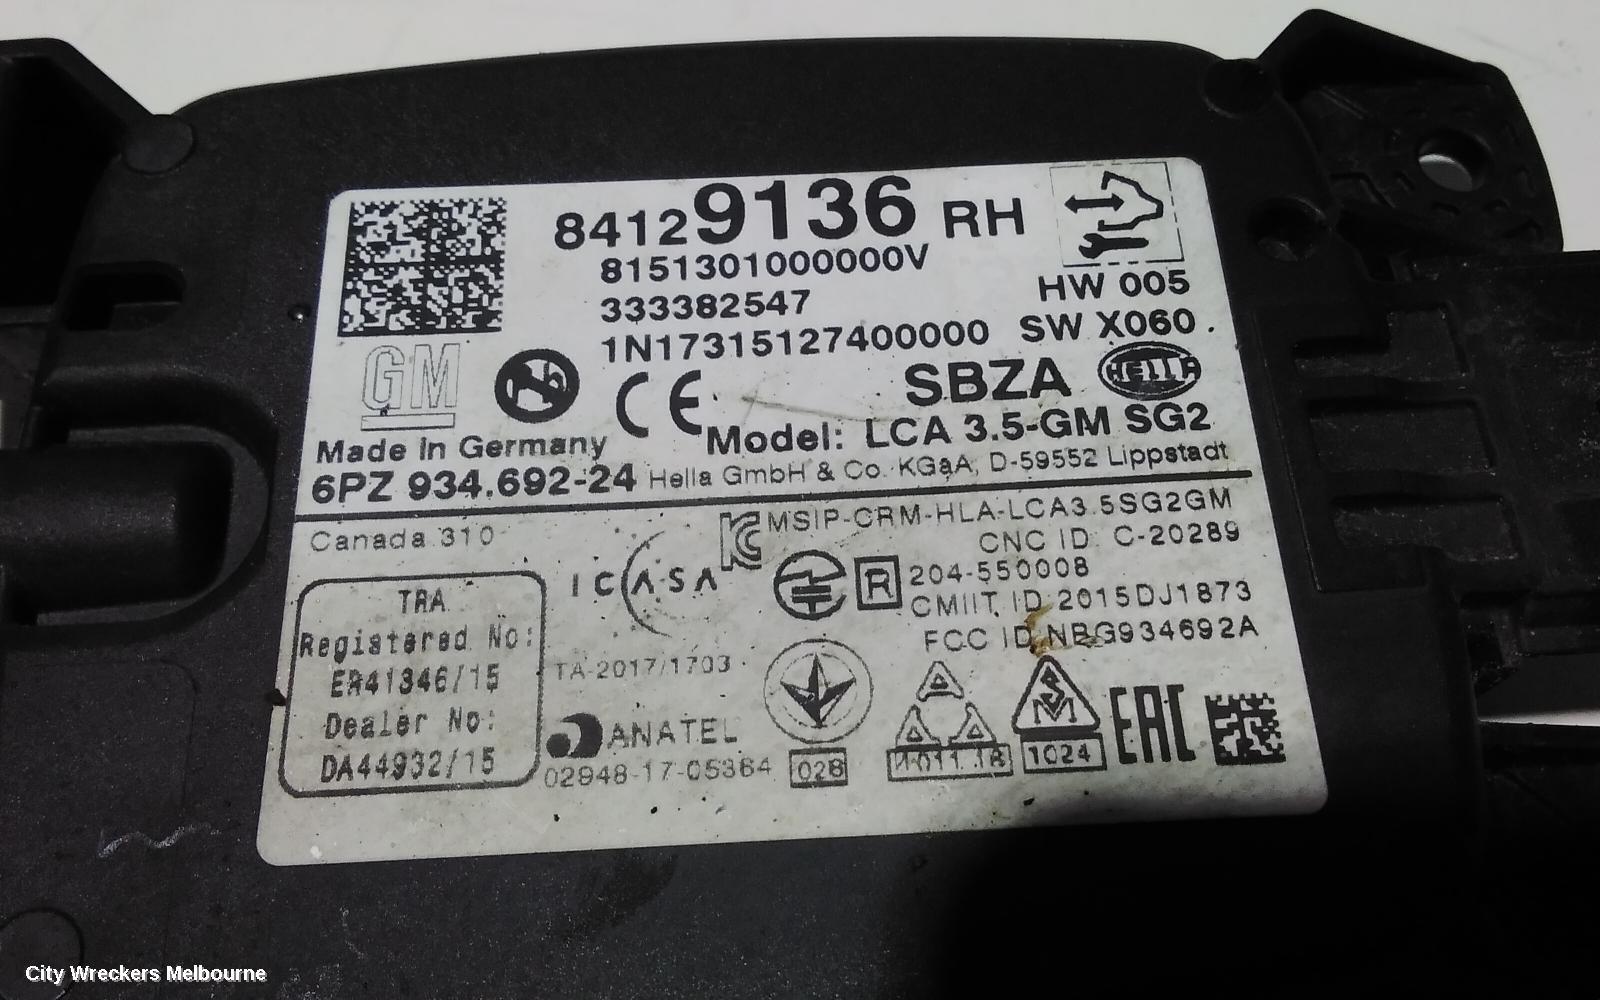 84129136 RH
8151301000000V
333382547
HW 005
1N17315127400000
SW X060.
GM
CE
SBZA
HELLA
Made In Germany
Model: LCA 3.5-GM SG2
6PZ 934.692-24
Hella GmbH & Co. KGaA, D-59552 Lippstadt
Canada 310
MSIP-CRM-HLA-LCA3.5SG2GM
CNC ID: C-20289
ICASA
R 204-550008
CMIIT ID 2015DJ1873
FCC ID NBG934692A
TRA
Registered No:
ER41346/15
Dealer No:
DA44932/15
TA-2017/1703
ANATEL
02948-17-05364
028
1024
EAC
City Wreckers Melbourne